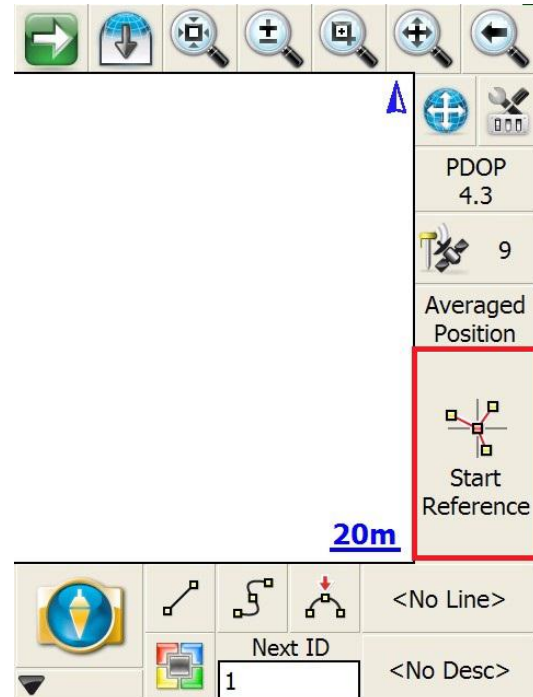 PDOP
4.3
9
Averaged
Position
Start
Reference
20m
<No Line>
Next ID
1
<No Desc>